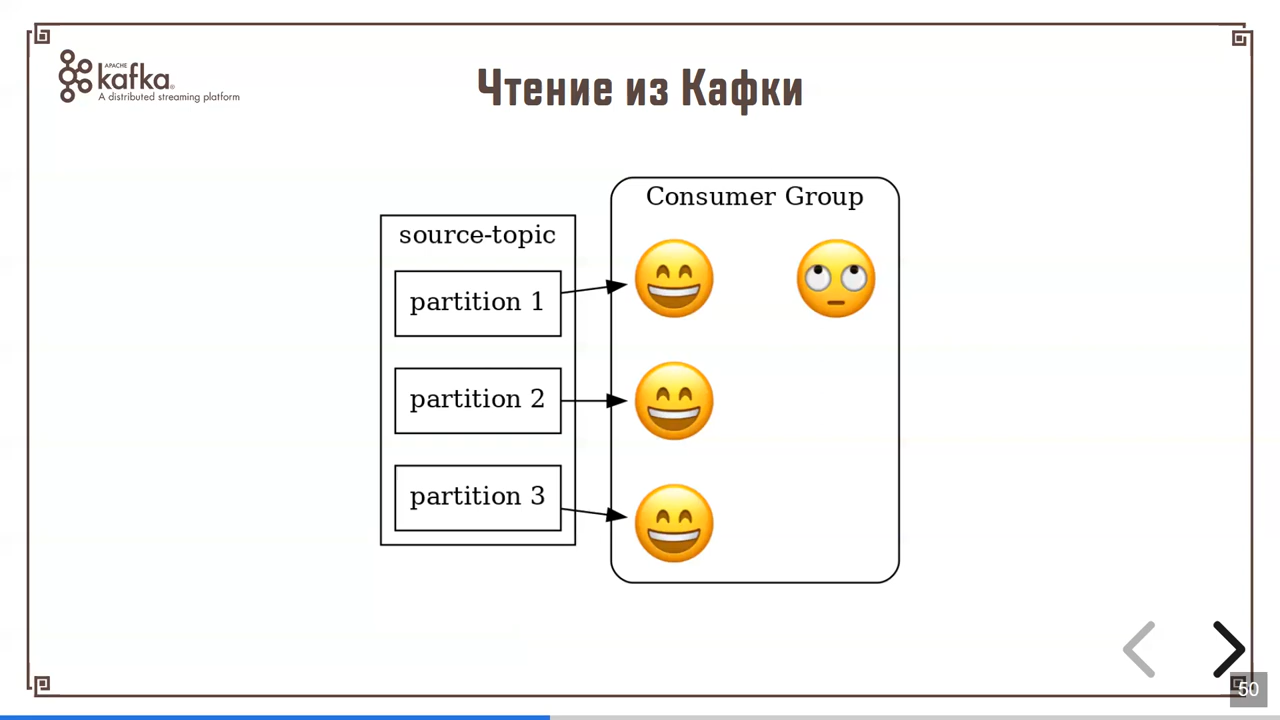 APACHE
kafka®
A distributed streaming platform
Чтение из Кафки
Consumer Group
source-topic
partition 1
partition 2
partition 3
50